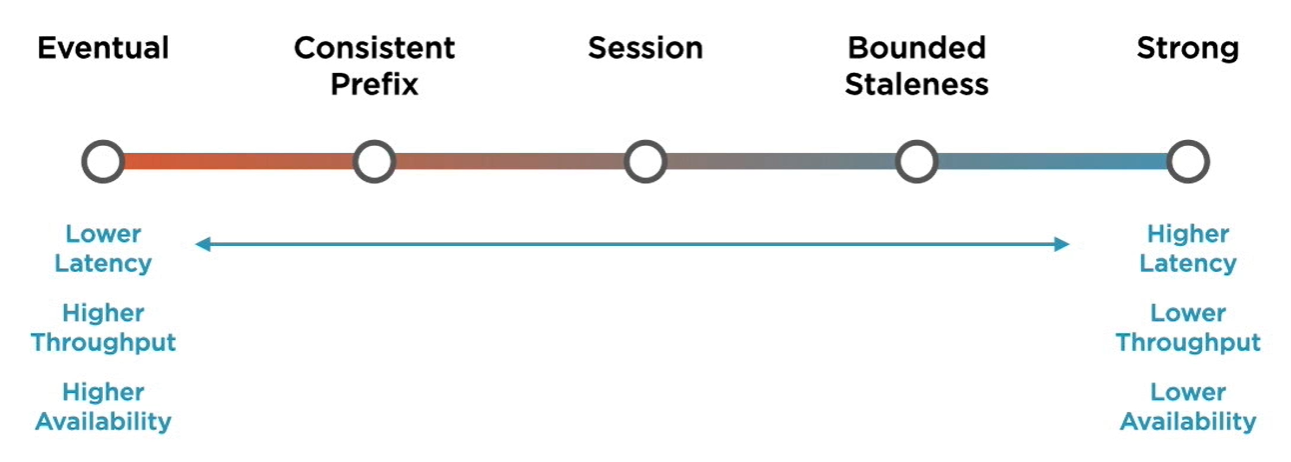 Eventual
Consistent
Prefix
Session
Bounded
Staleness
Strong
Lower
Latency
Higher
Throughput
Higher
Availability
Higher
Latency
Lower
Throughput
Lower
Availability